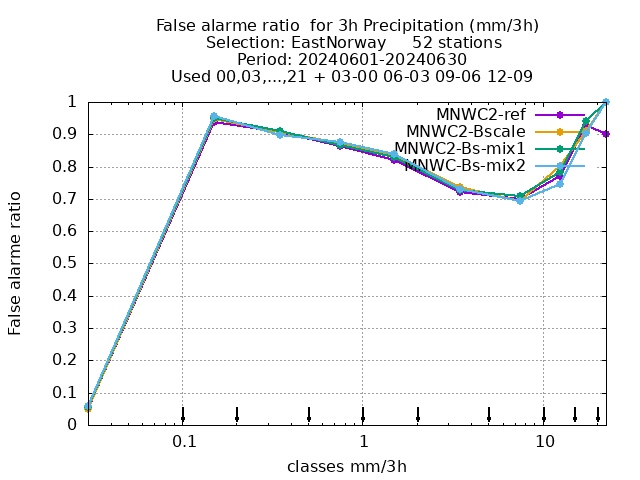 False alarme ratio  for 3h Precipitation (mm/3h)
Selection: EastNorway     52 stations
Period: 20240601-20240630
Used 00,03,...,21 + 03-00 06-03 09-06 12-09
MNWC2-ref
MNWC2-Bscale
MNWC2-Bs-mix1
MNWC-Bs-mix2
False alarme ratio
1
0.9
0.8
0.7
0.6
0.5
0.4
0.3
0.2
0.1
0
0.1 1 10
classes mm/3h